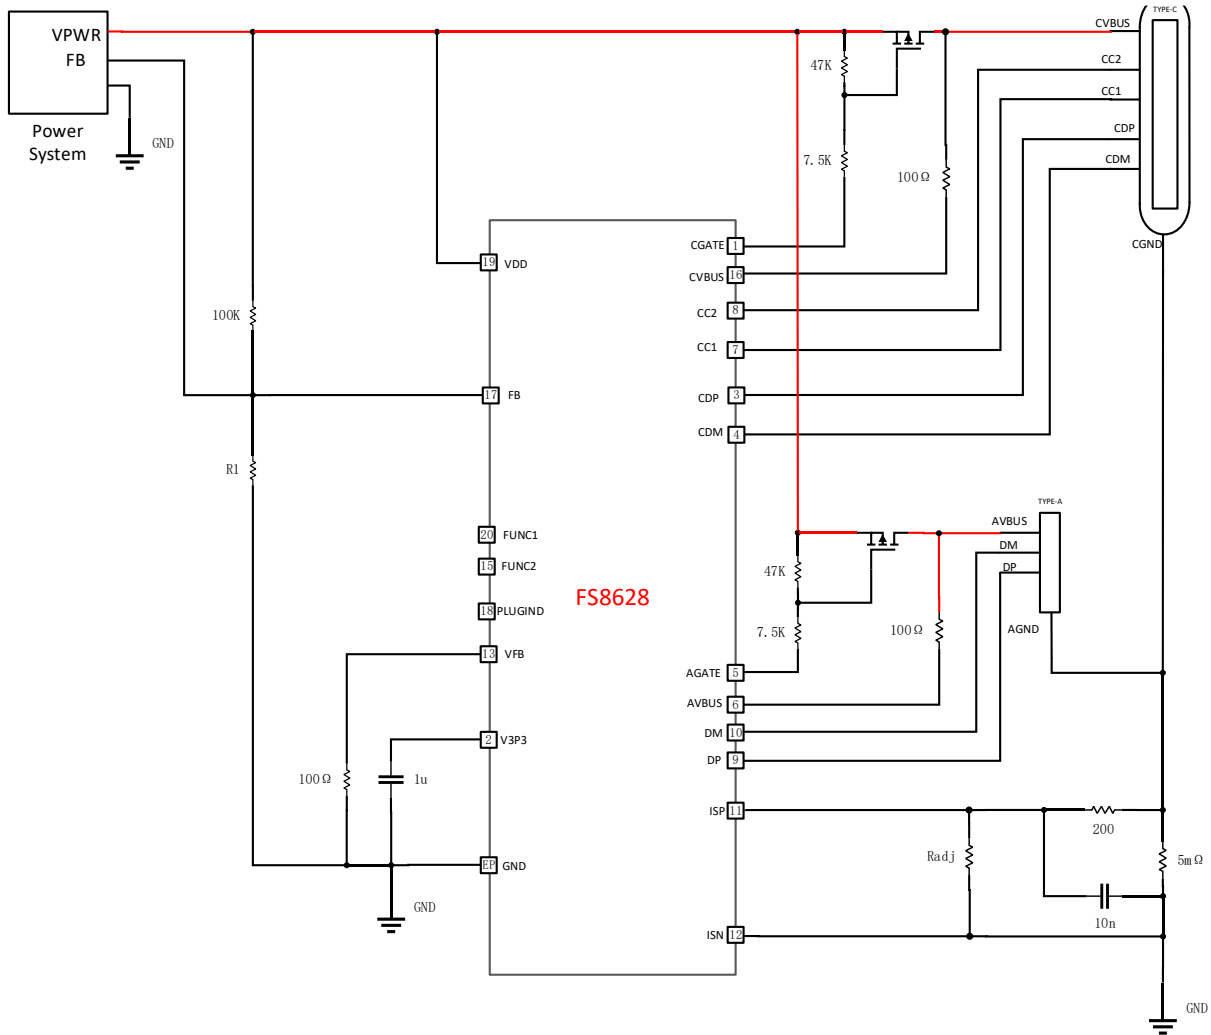 TYPE-C
VPWR
FB
Power
System
GND
CVBUS
CC2
CC1
CDP
CDM
CGND
47K
7.5K
100Ω
CGATE 1
CVBUS 16
CC2 8
CC1 7
CDP 3
CDM 4
19 VDD
100K
17 FB
R1
20 FUNC1
15 FUNC2
18 PLUGIND
13 VFB
2 V3P3
100Ω
1u
EP GND
GND
FS8628
TYPE-A
AVBUS
DM
DP
AGND
47K
7.5K
100Ω
AGATE 5
AVBUS 6
DM 10
DP 9
ISP 11
200
Radj
5mΩ
10n
ISN 12
GND